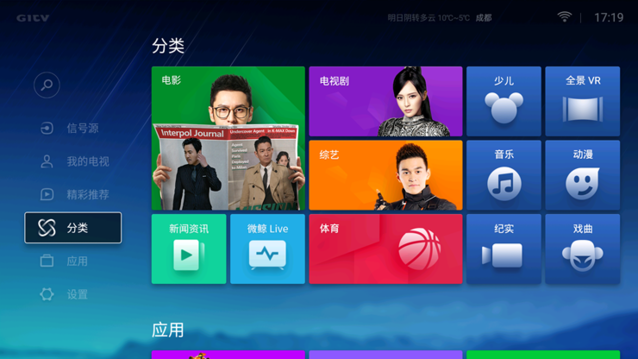 GITV
明日阴转多云 10℃~5℃ 成都
17:19
分类
信号源
我的电视
精彩推荐
分类
应用
设置
电影
Interpol Journal
Undercover Agent
电视剧
少儿
全景 VR
综艺
音乐
动漫
新闻资讯
微鲸 Live
体育
纪实
戏曲
应用